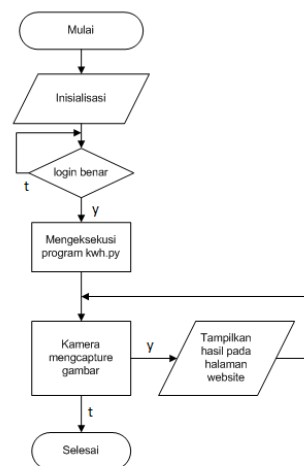 Mulai
Inisialisasi
login benar
t
y
Mengeksekusi
program kwh.py
Kamera
mengcapture
gambar
y
Tampilkan
hasil pada
halaman
website
t
Selesai